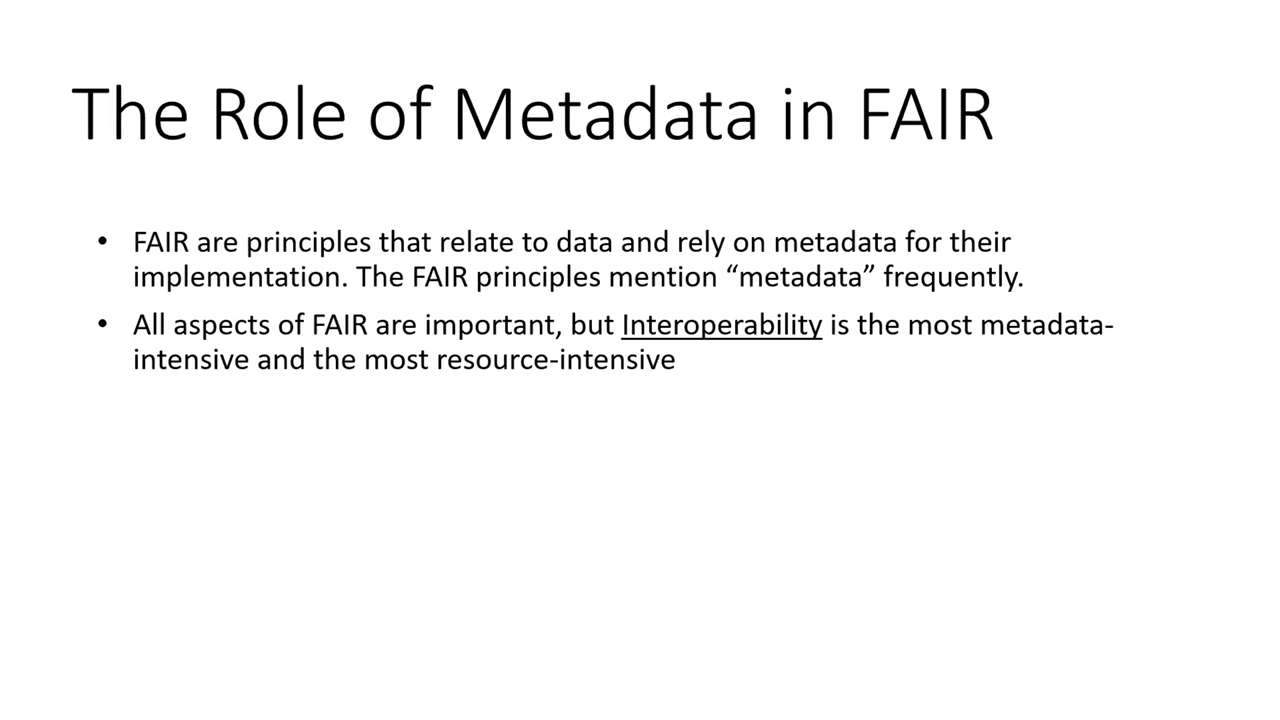 The Role of Metadata in FAIR
• FAIR are principles that relate to data and rely on metadata for their
implementation. The FAIR principles mention “metadata” frequently.
• All aspects of FAIR are important, but Interoperability is the most metadata-
intensive and the most resource-intensive